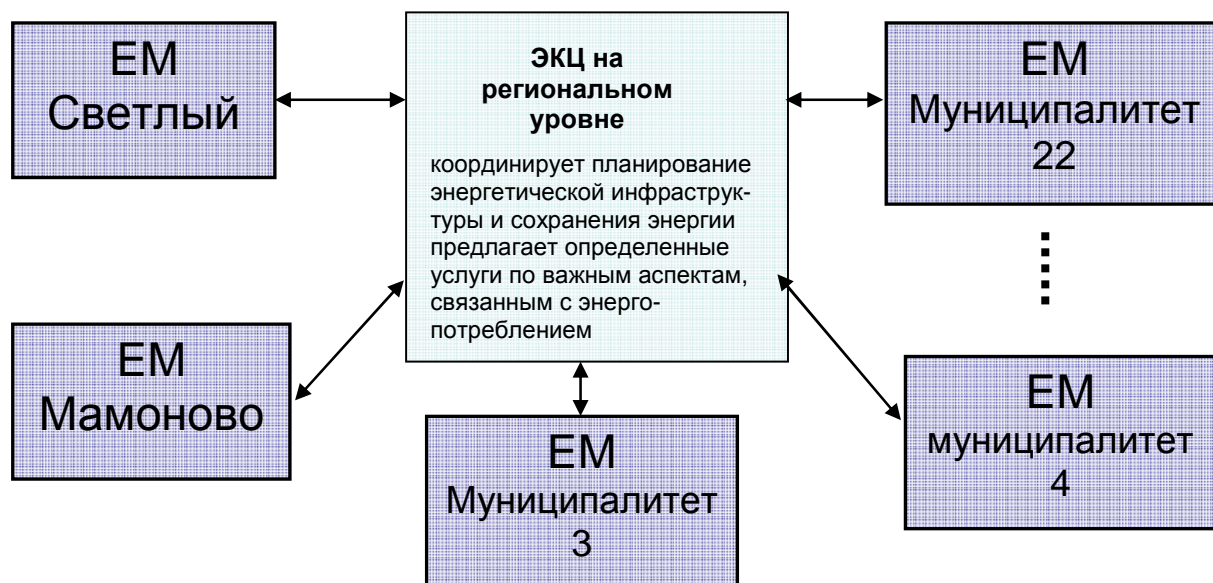 ЕМ
Светлый
ЭКЦ на
региональном
уровне
координирует планирование
энергетической инфраструк-
туры и сохранения энергии
предлагает определенные
услуги по важным аспектам,
связанным с энерго-
потреблением
ЕМ
Муниципалитет
22
ЕМ
Мамоново
ЕМ
Муниципалитет
3
ЕМ
муниципалитет
4